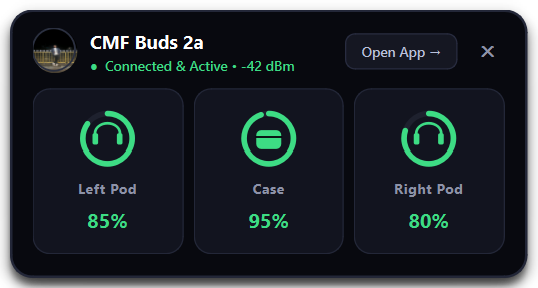 CMF Buds 2a
● Connected & Active • -42 dBm
Open App →
✕
Left Pod
85%
Case
95%
Right Pod
80%